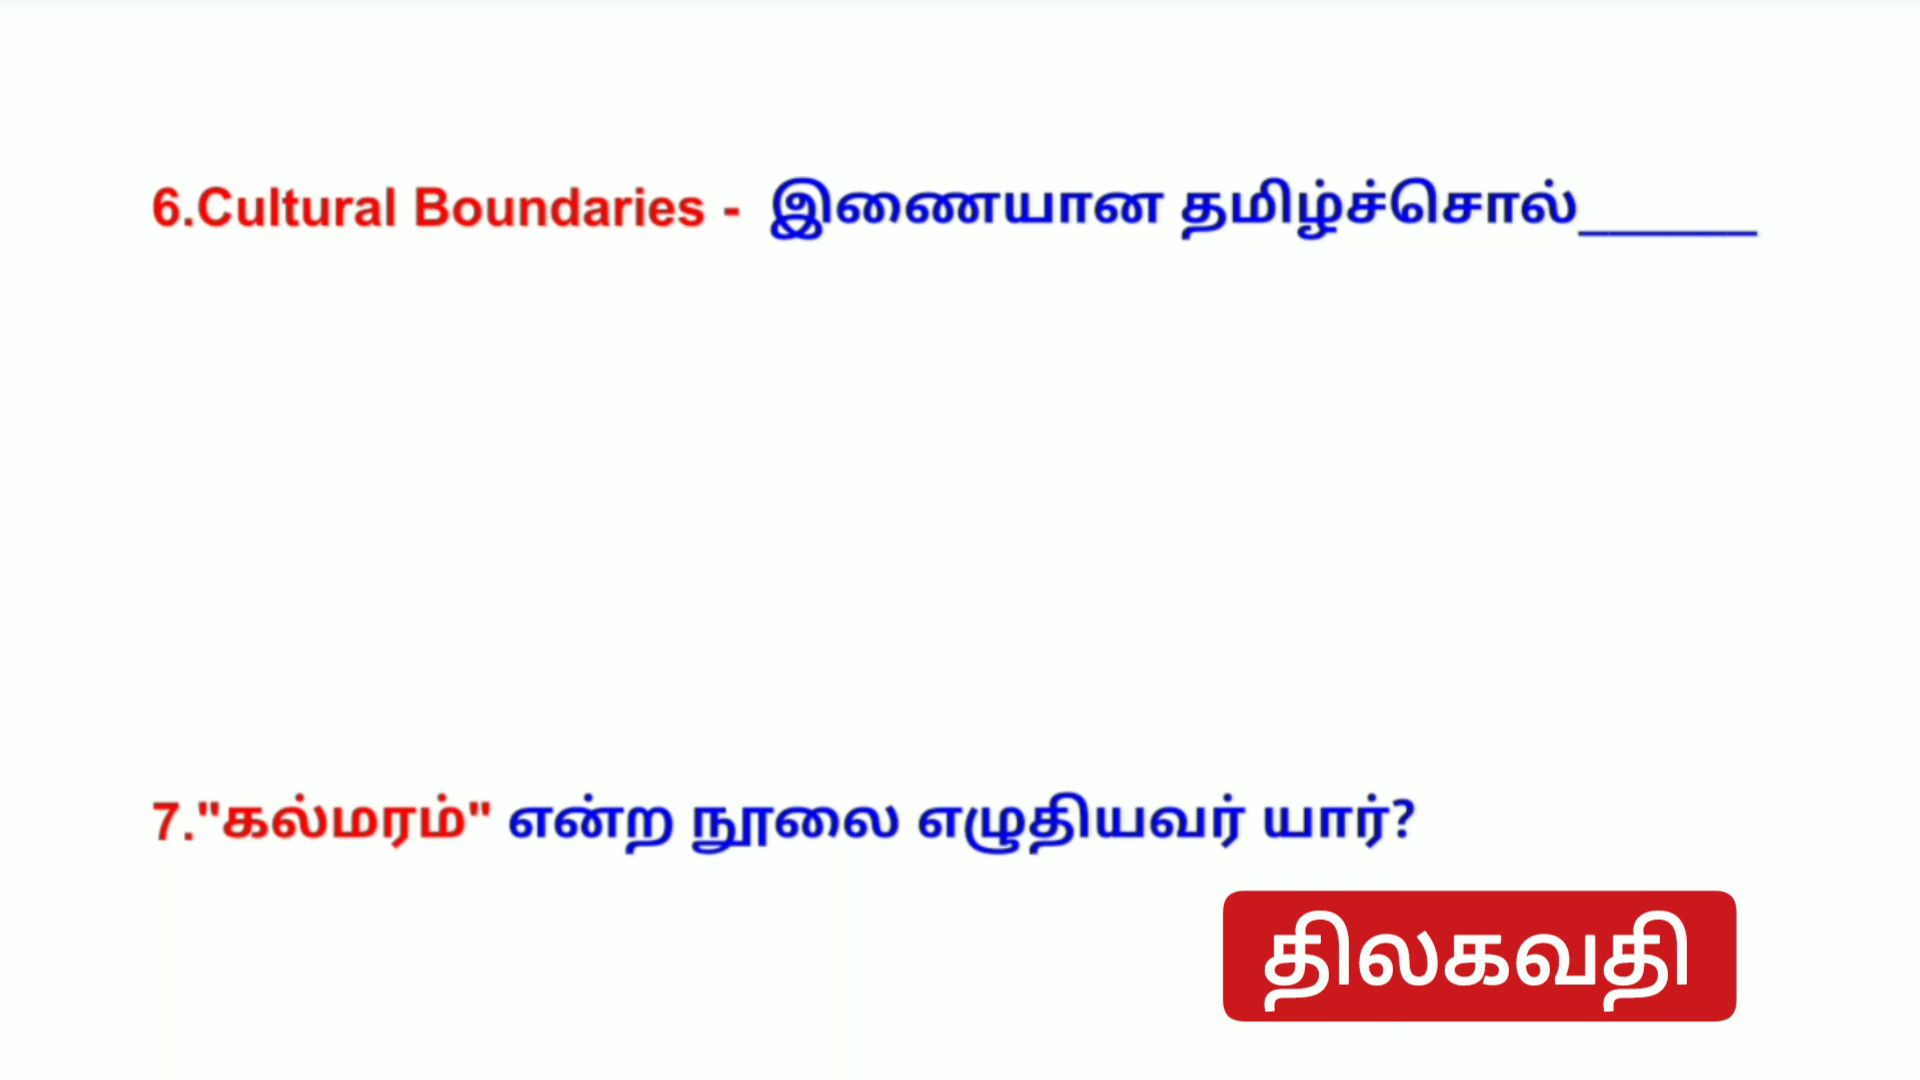 6.Cultural Boundaries - இணையான தமிழ்ச்சொல்______
7."கல்மரம்" என்ற நூலை எழுதியவர் யார்?
திலகவதி